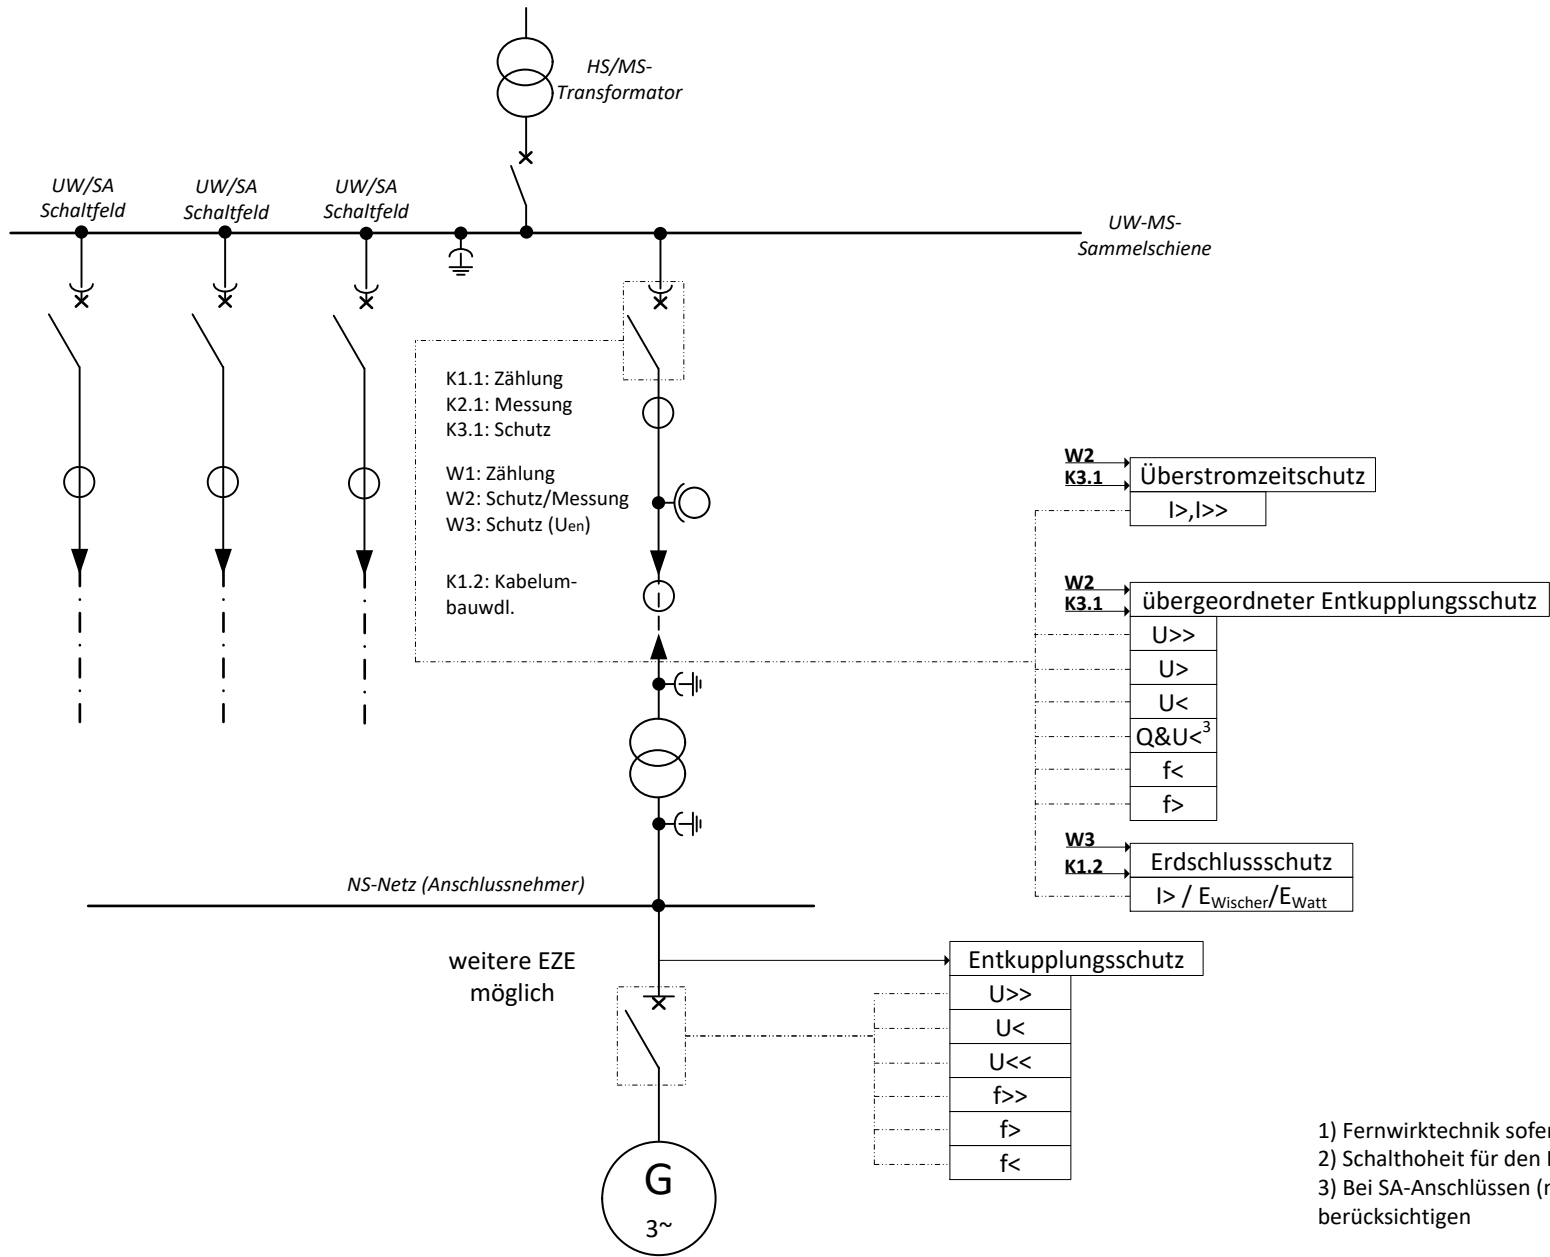 HS/MS-
Transformator
UW/SA
Schaltfeld
UW/SA
Schaltfeld
UW/SA
Schaltfeld
UW-MS-
Sammelschiene
K1.1: Zählung
K2.1: Messung
K3.1: Schutz
W1: Zählung
W2: Schutz/Messung
W3: Schutz (Uen)
K1.2: Kabelum-
bauwdl.
W2
K3.1
Überstromzeitschutz
I>,I>>
W2
K3.1
übergeordneter Entkupplungsschutz
U>>
U>
U<
Q&U<3
f<
f>
W3
K1.2
Erdschlussschutz
I> / EWischer/EWatt
NS-Netz (Anschlussnehmer)
weitere EZE
möglich
Entkupplungsschutz
U>>
U<
U<<
f>>
f>
f<
G
3~
1) Fernwirktechnik
2) Schalthoheit für den
3) Bei SA-Anschlüssen
berücksichtigen